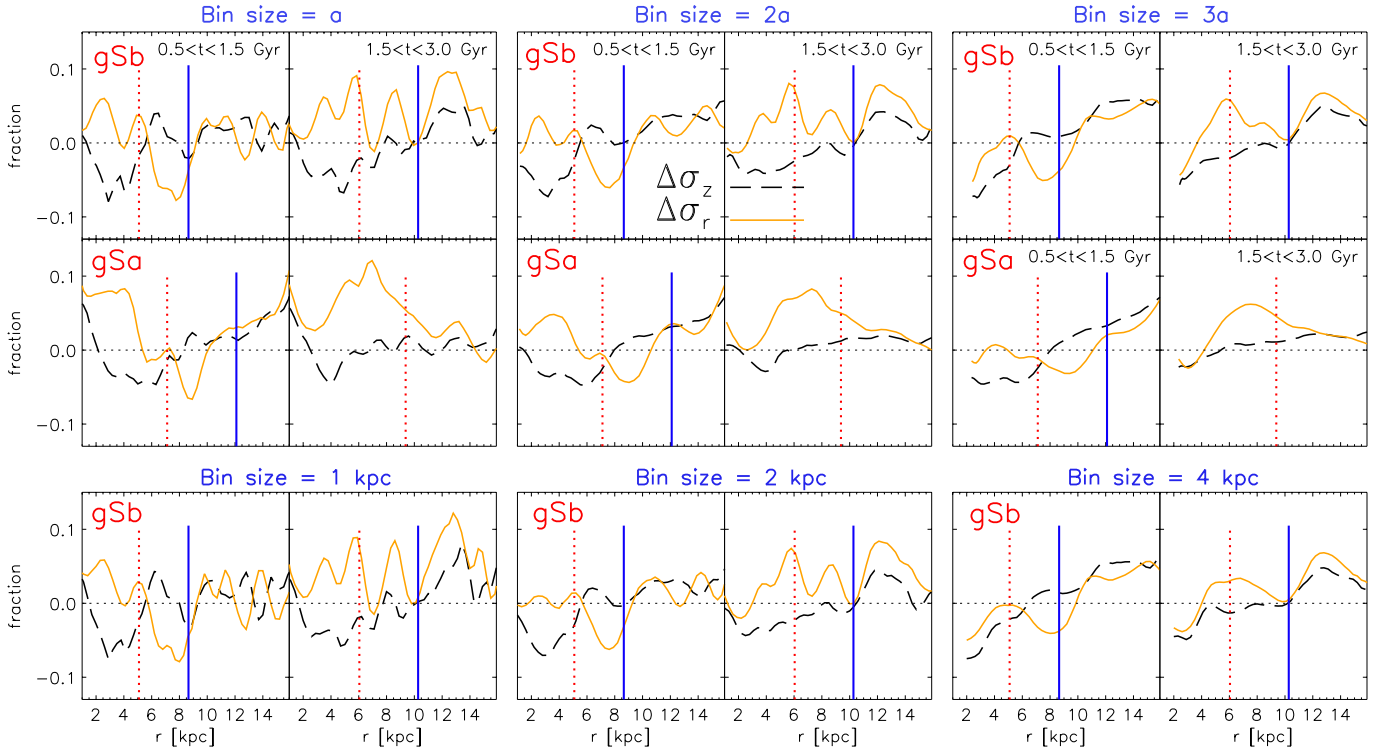 Bin size = a Bin size = 2a Bin size = 3a
gSb 0.5<t<1.5 Gyr 1.5<t<3.0 Gyr gSb 0.5<t<1.5 Gyr 1.5<t<3.0 Gyr gSb 0.5<t<1.5 Gyr 1.5<t<3.0 Gyr
0.1
fraction
0.0
Δσz
Δσr
−0.1
gSa gSa gSa 0.5<t<1.5 Gyr 1.5<t<3.0 Gyr
0.1
fraction
0.0
−0.1
Bin size = 1 kpc Bin size = 2 kpc Bin size = 4 kpc
gSb gSb gSb
0.1
fraction
0.0
−0.1
2 4 6 8 10 12 14 2 4 6 8 10 12 14 2 4 6 8 10 12 14 2 4 6 8 10 12 14 2 4 6 8 10 12 14 2 4 6 8 10 12 14
r [kpc] r [kpc] r [kpc] r [kpc] r [kpc] r [kpc]